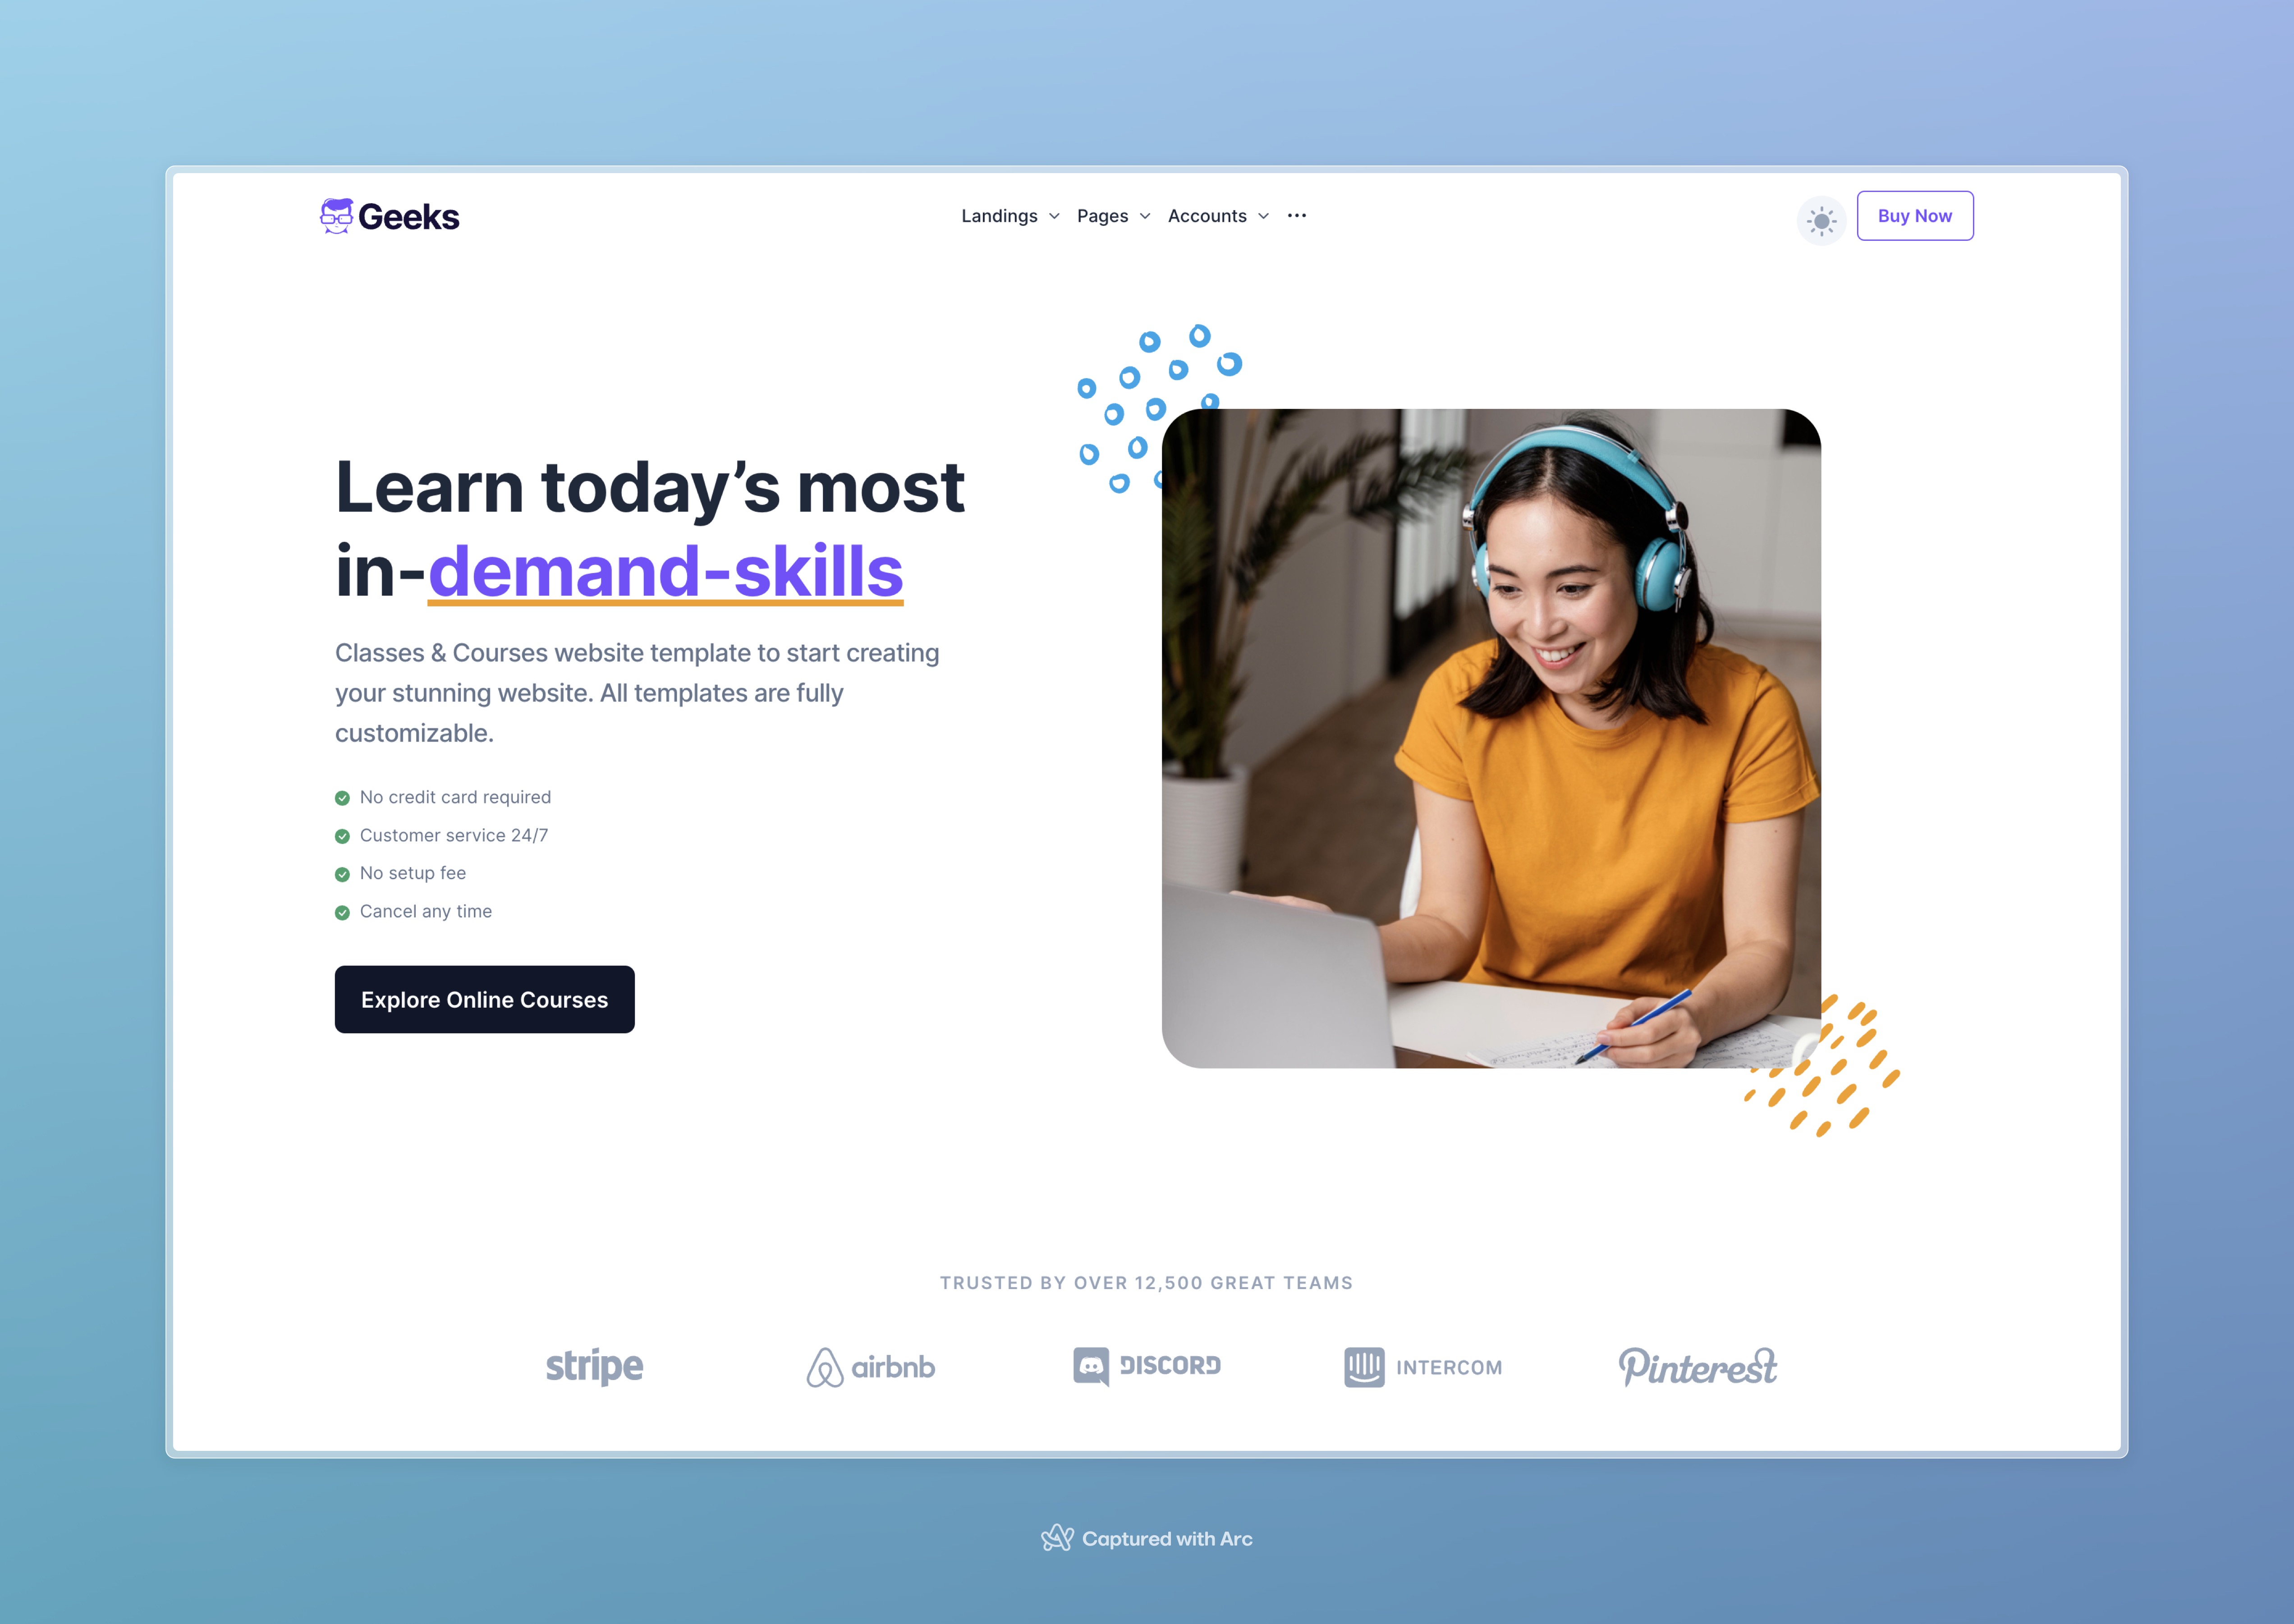 Geeks
Landings Pages Accounts ...
Buy Now
Learn today’s most
in-demand-skills
Classes & Courses website template to start creating
your stunning website. All templates are fully
customizable.
No credit card required
Customer service 24/7
No setup fee
Cancel any time
Explore Online Courses
TRUSTED BY OVER 12,500 GREAT TEAMS
stripe
airbnb
DISCORD
INTERCOM
Pinterest
Captured with Arc